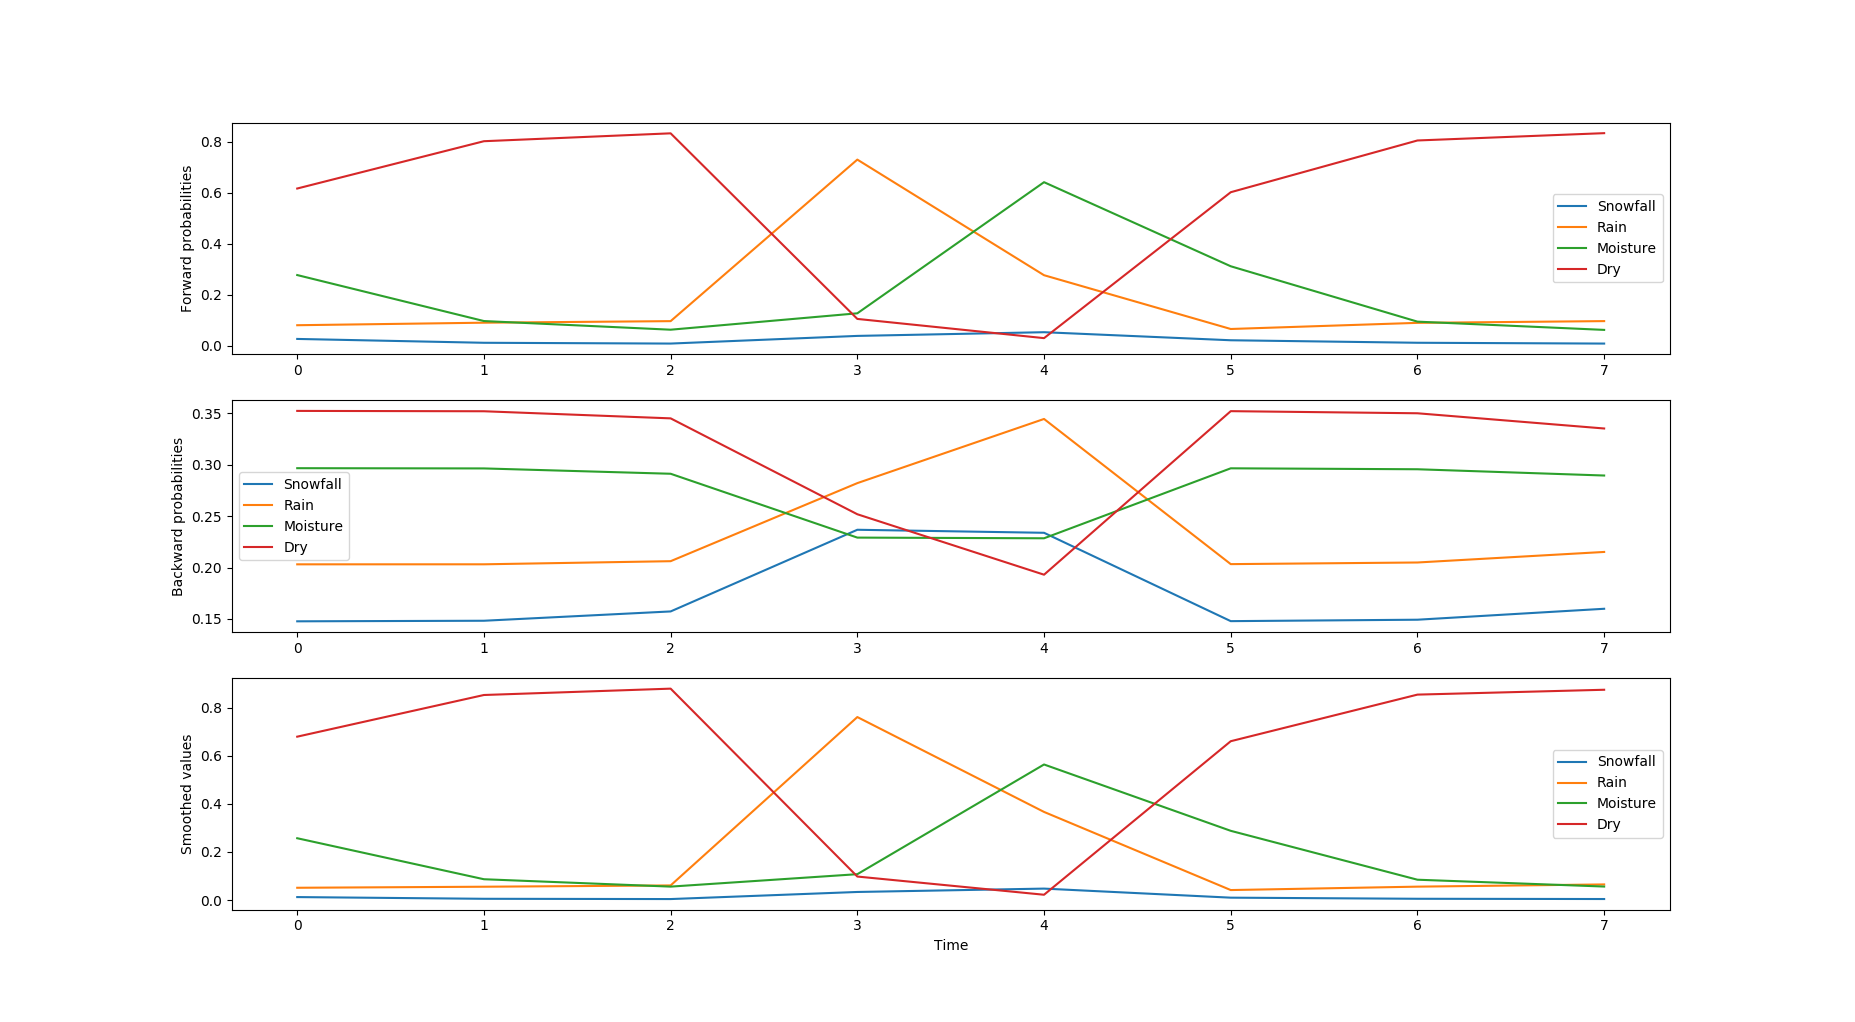 Forward probabilities
0.8
0.6
0.4
0.2
0.0
0 1 2 3 4 5 6 7
Snowfall
Rain
Moisture
Dry
Backward probabilities
0.35
0.30
0.25
0.20
0.15
0 1 2 3 4 5 6 7
Snowfall
Rain
Moisture
Dry
Smoothed values
0.8
0.6
0.4
0.2
0.0
0 1 2 3 4 5 6 7
Snowfall
Rain
Moisture
Dry
Time